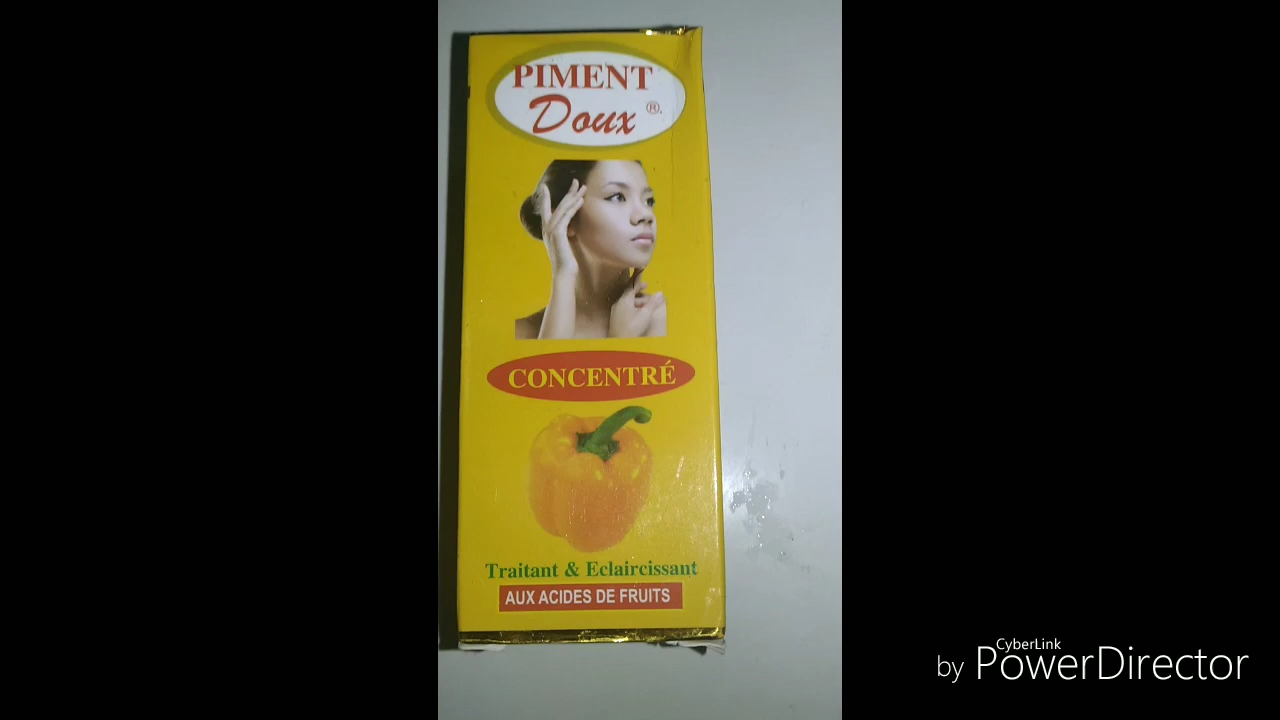 PIMENT
Doux ®.
CONCENTRÉ
Traitant & Eclaircissant
AUX ACIDES DE FRUITS
CyberLink
by PowerDirector